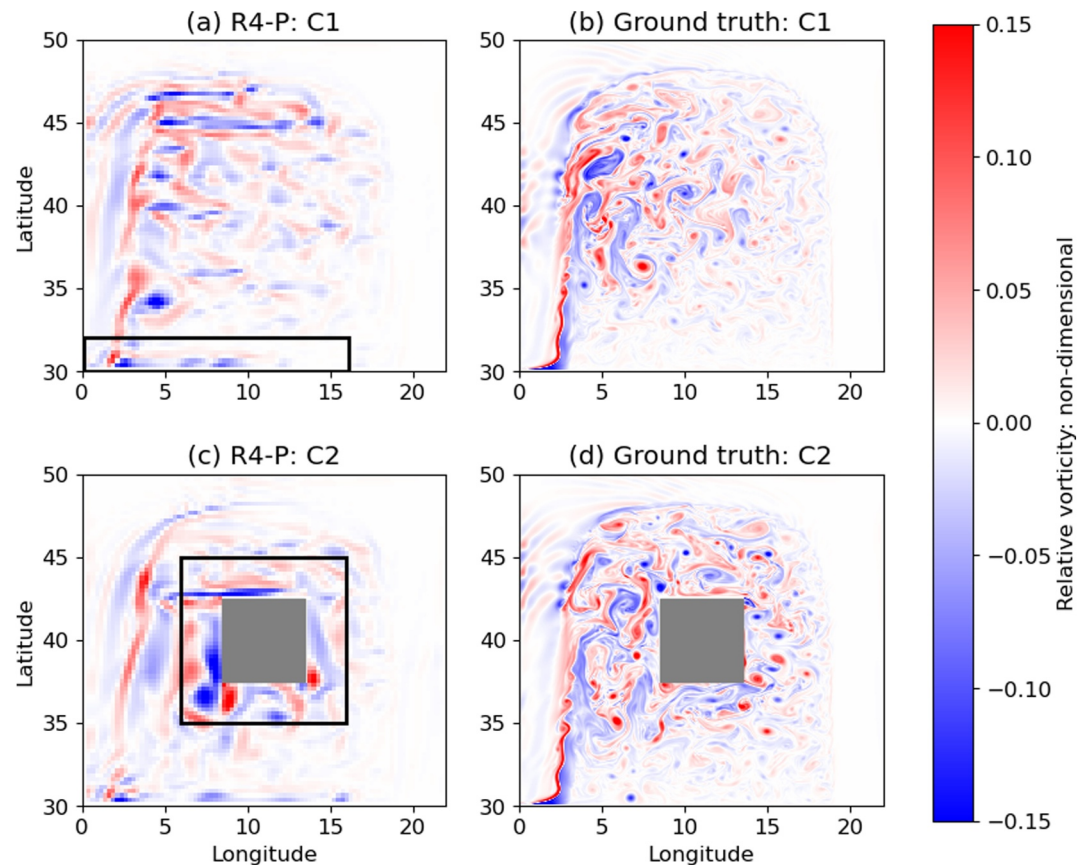 (a) R4-P: C1
(b) Ground truth: C1
50
45
40
35
30
Latitude
0 5 10 15 20
50
45
40
35
30
0 5 10 15 20
(c) R4-P: C2
(d) Ground truth: C2
50
45
40
35
30
Latitude
0 5 10 15 20
Longitude
50
45
40
35
30
0 5 10 15 20
Longitude
0.15
0.10
0.05
0.00
−0.05
−0.10
−0.15
Relative vorticity: non-dimensional